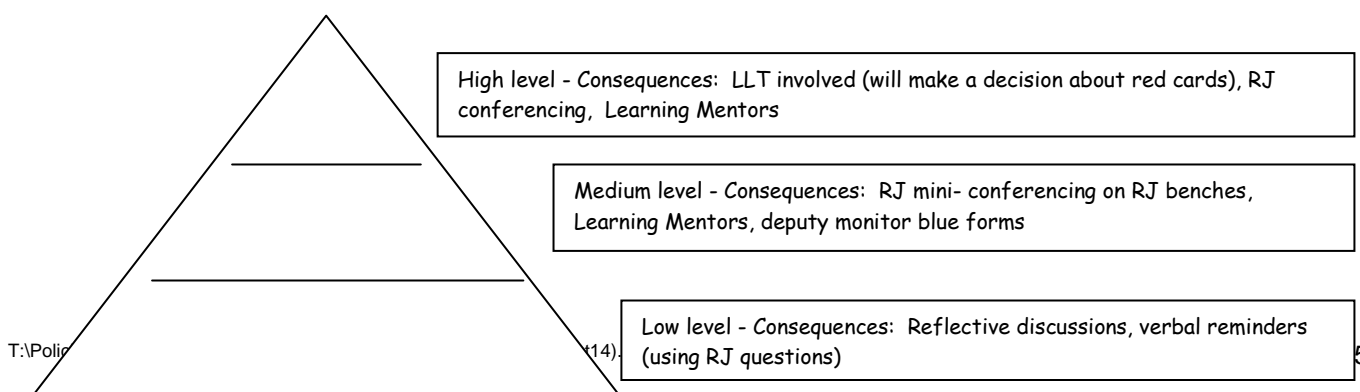 High level - Consequences: LLT involved (will make a decision about red cards), RJ
conferencing, Learning Mentors
Medium level - Consequences: RJ mini- conferencing on RJ benches,
Learning Mentors, deputy monitor blue forms
Low level - Consequences: Reflective discussions, verbal reminders
(using RJ questions)
T:\Polic t14).